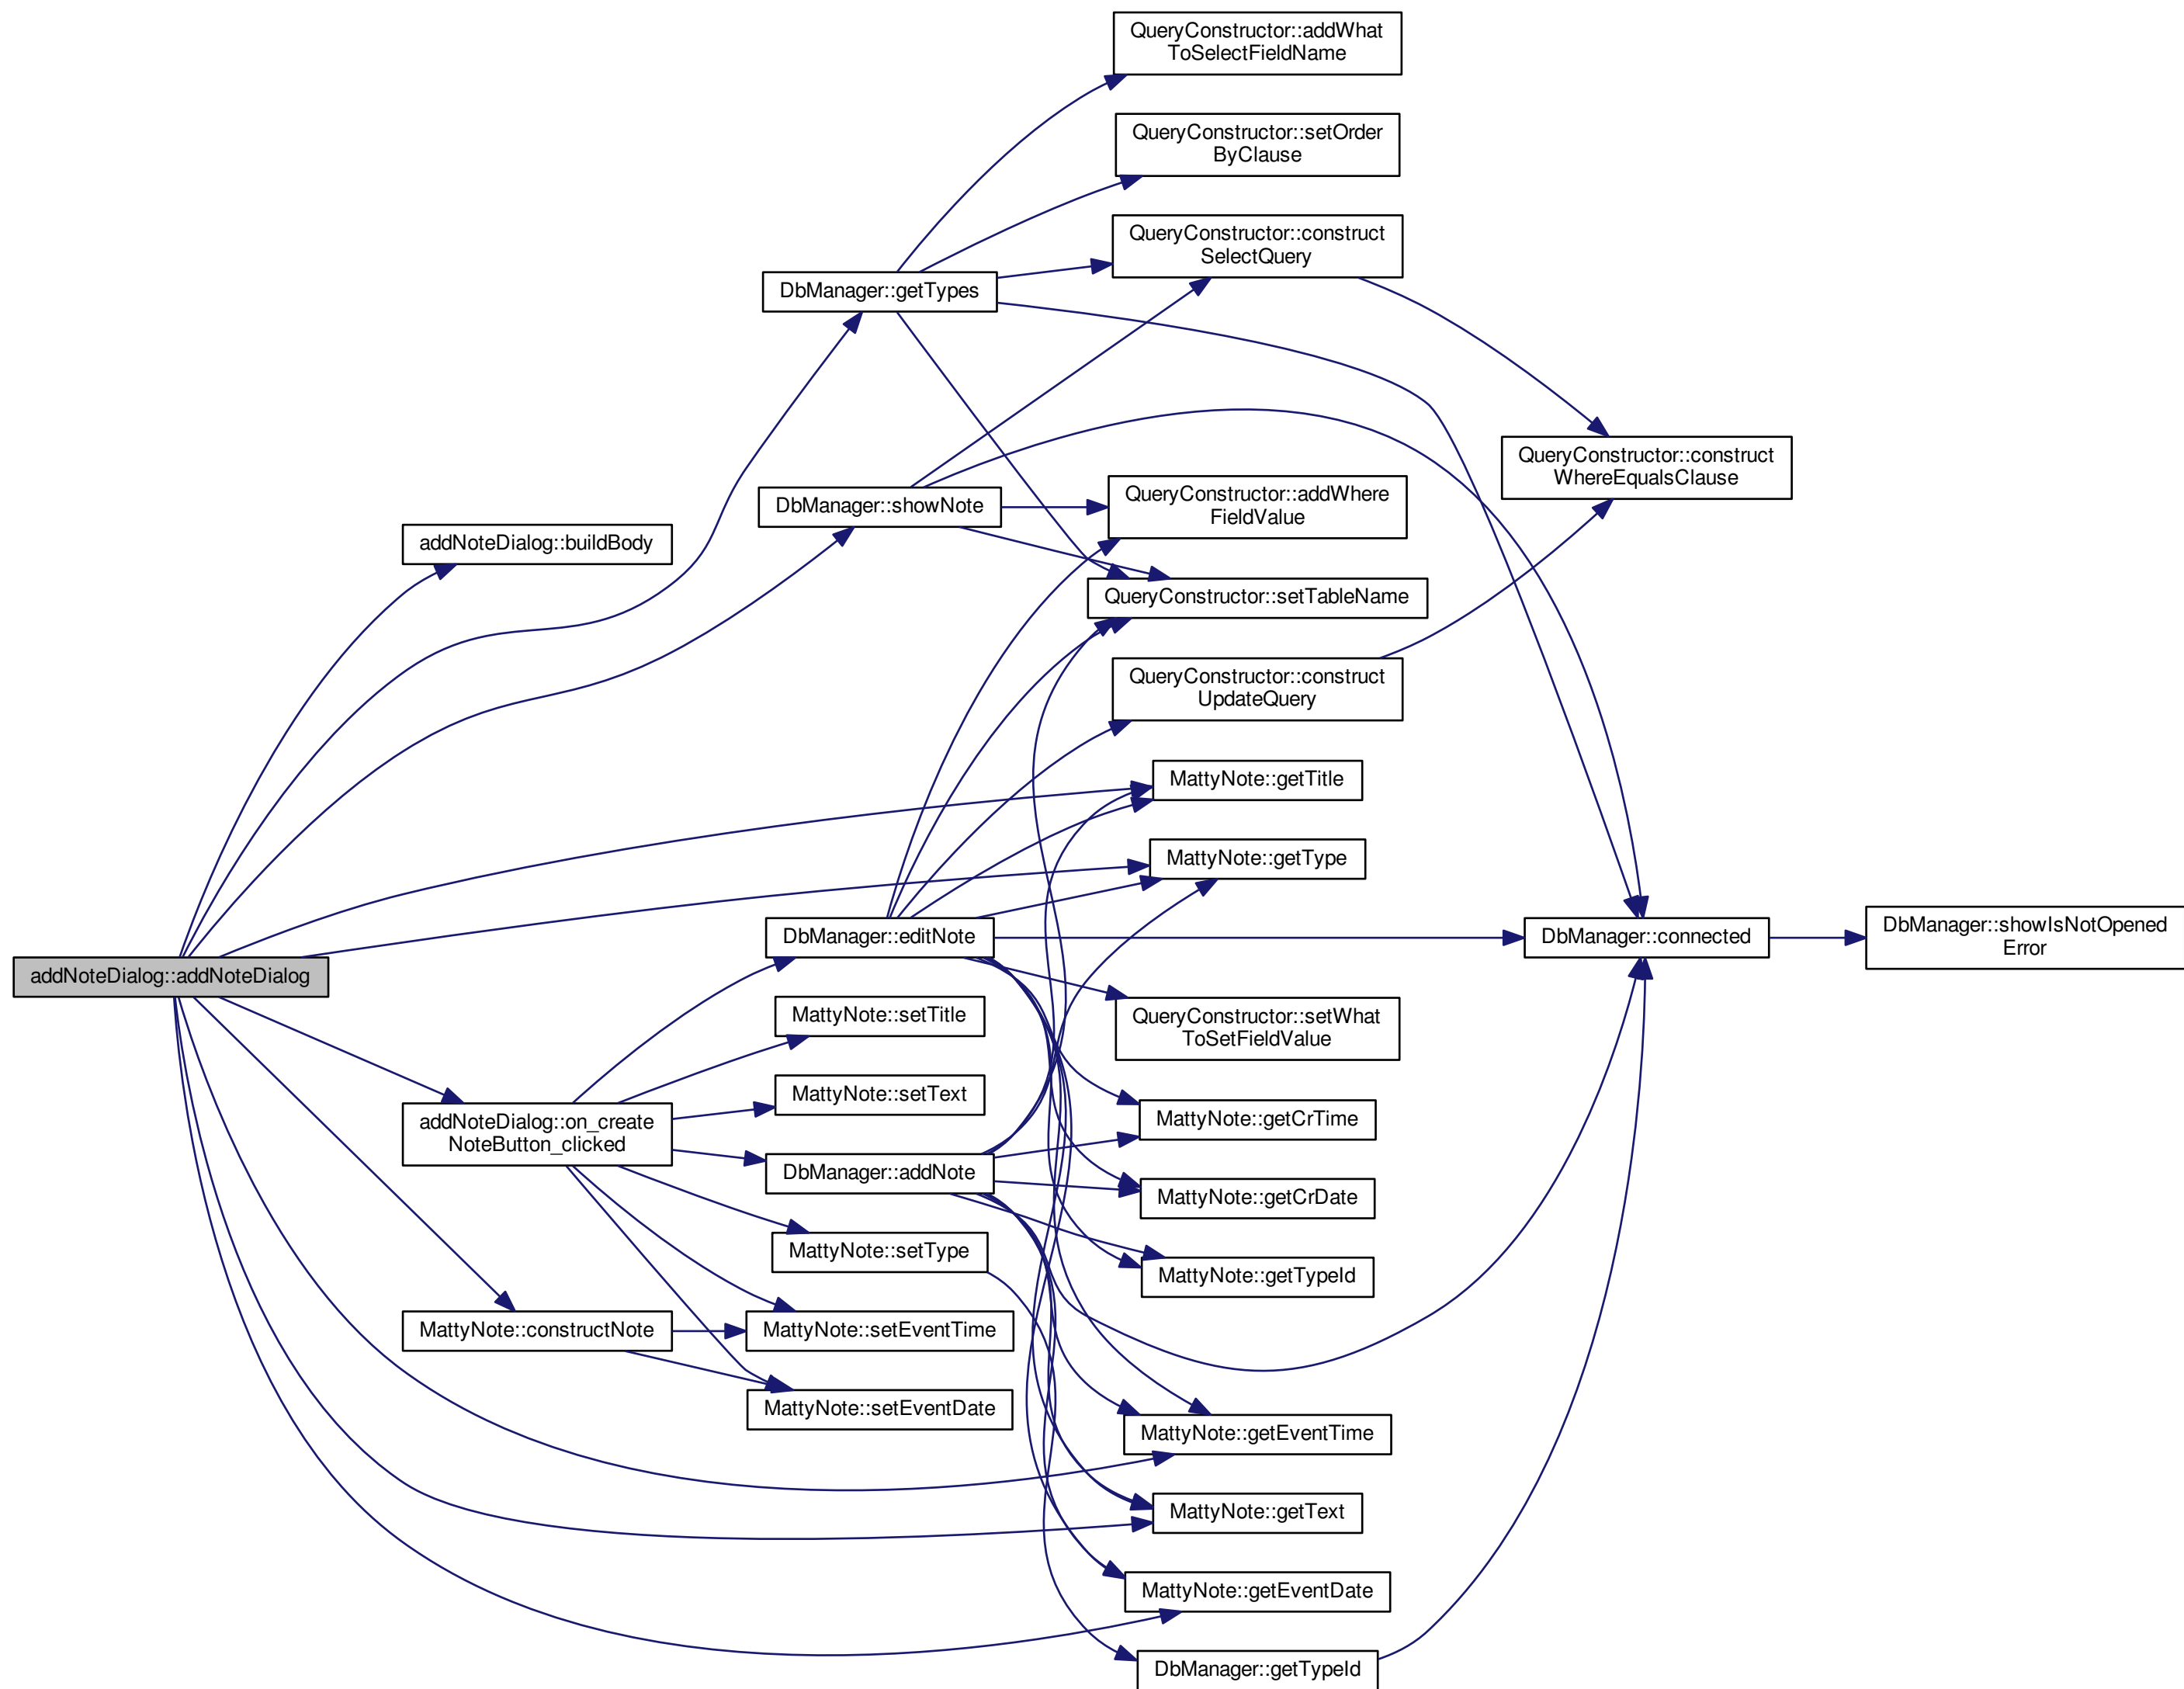 QueryConstructor::addWhat
ToSelectFieldName
QueryConstructor::setOrder
ByClause
QueryConstructor::construct
SelectQuery
DbManager::getTypes
QueryConstructor::construct
WhereEqualsClause
QueryConstructor::addWhere
FieldValue
DbManager::showNote
addNoteDialog::buildBody
QueryConstructor::setTableName
QueryConstructor::construct
UpdateQuery
MattyNote::getTitle
MattyNote::getType
DbManager::editNote
DbManager::connected
DbManager::showIsNotOpened
Error
addNoteDialog::addNoteDialog
MattyNote::setTitle
QueryConstructor::setWhat
ToSetFieldValue
MattyNote::setText
MattyNote::getCrTime
addNoteDialog::on_create
NoteButton_clicked
DbManager::addNote
MattyNote::getCrDate
MattyNote::setType
MattyNote::getTypeId
MattyNote::constructNote
MattyNote::setEventTime
MattyNote::setEventDate
MattyNote::getEventTime
MattyNote::getText
MattyNote::getEventDate
DbManager::getTypeId